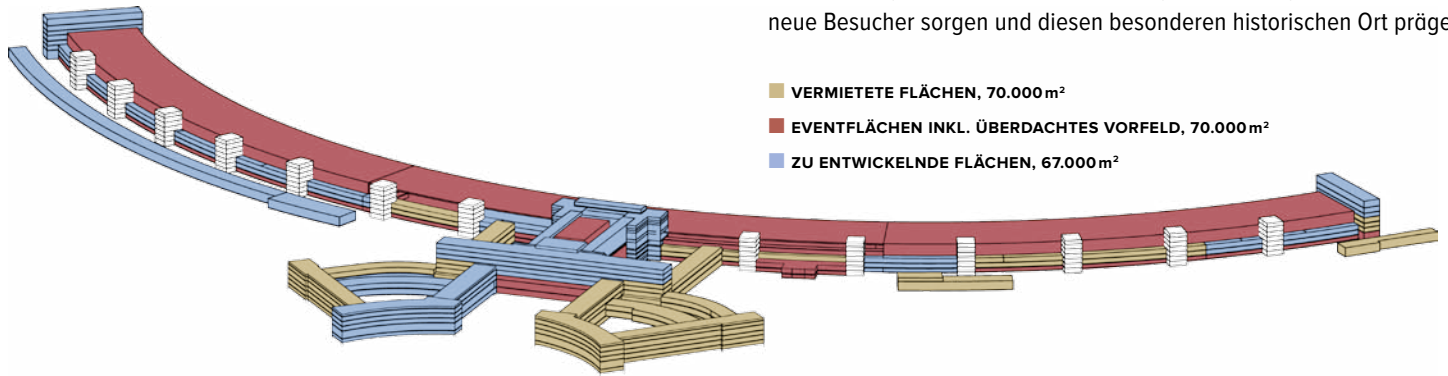 neue Besucher sorgen und diesen besonderen historischen Ort präge
VERMIETETE FLÄCHEN, 70.000 m²
EVENTFLÄCHEN INKL. ÜBERDACHTES VORFELD, 70.000 m²
ZU ENTWICKELNDE FLÄCHEN, 67.000 m²